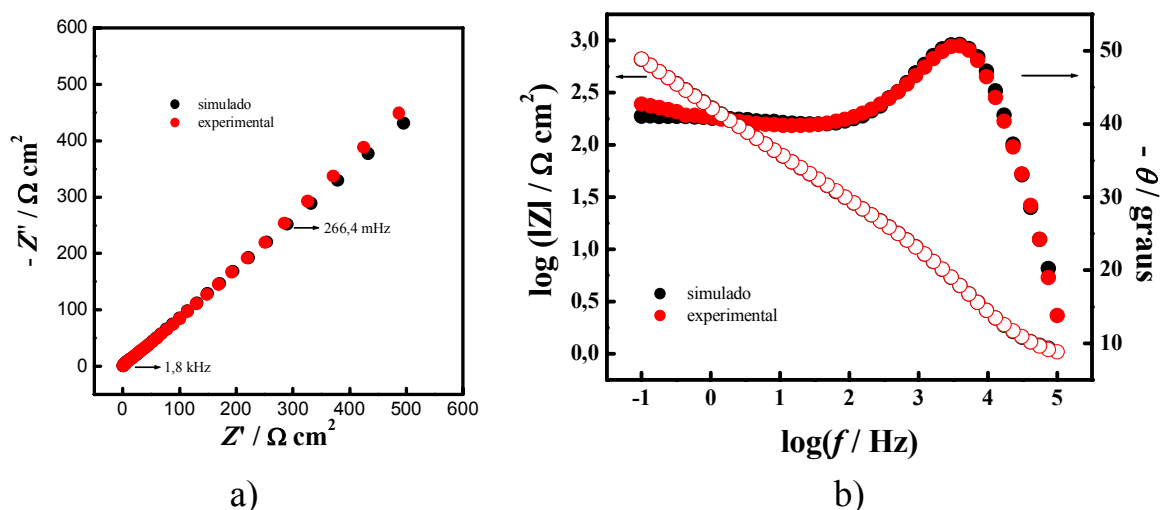 600
500
400
300
200
100
0
- Z'' / Ω cm²
simulado
experimental
266,4 mHz
1,8 kHz
0 100 200 300 400 500 600
Z' / Ω cm²
a)
3,0
2,5
2,0
1,5
1,0
0,5
0,0
log (|Z| / Ω cm²)
50
40
30
20
10
- θ / graus
simulado
experimental
-1 0 1 2 3 4 5
log(f / Hz)
b)